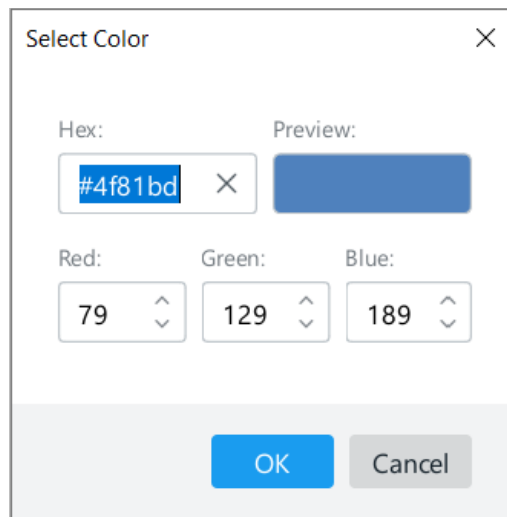 Select Color
Hex: Preview:
#4f81bd
Red: Green: Blue:
79 129 189
OK Cancel